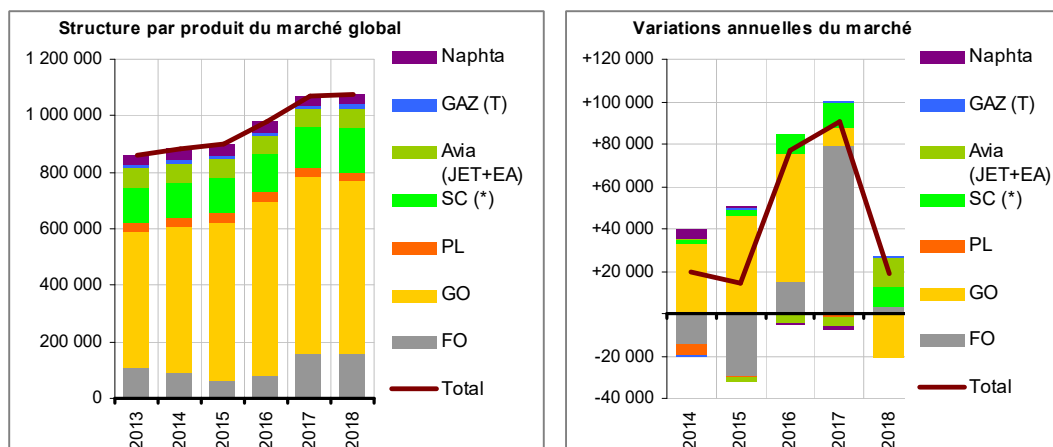 Structure par produit du marché global
1 200 000
1 000 000
800 000
600 000
400 000
200 000
0
2013
2014
2015
2016
2017
2018
Naphta
GAZ (T)
Avia
(JET+EA)
SC (*)
PL
GO
FO
Total
Variations annuelles du marché
+120 000
+100 000
+80 000
+60 000
+40 000
+20 000
-20 000
-40 000
2014
2015
2016
2017
2018
Naphta
GAZ (T)
Avia
(JET+EA)
SC (*)
PL
GO
FO
Total